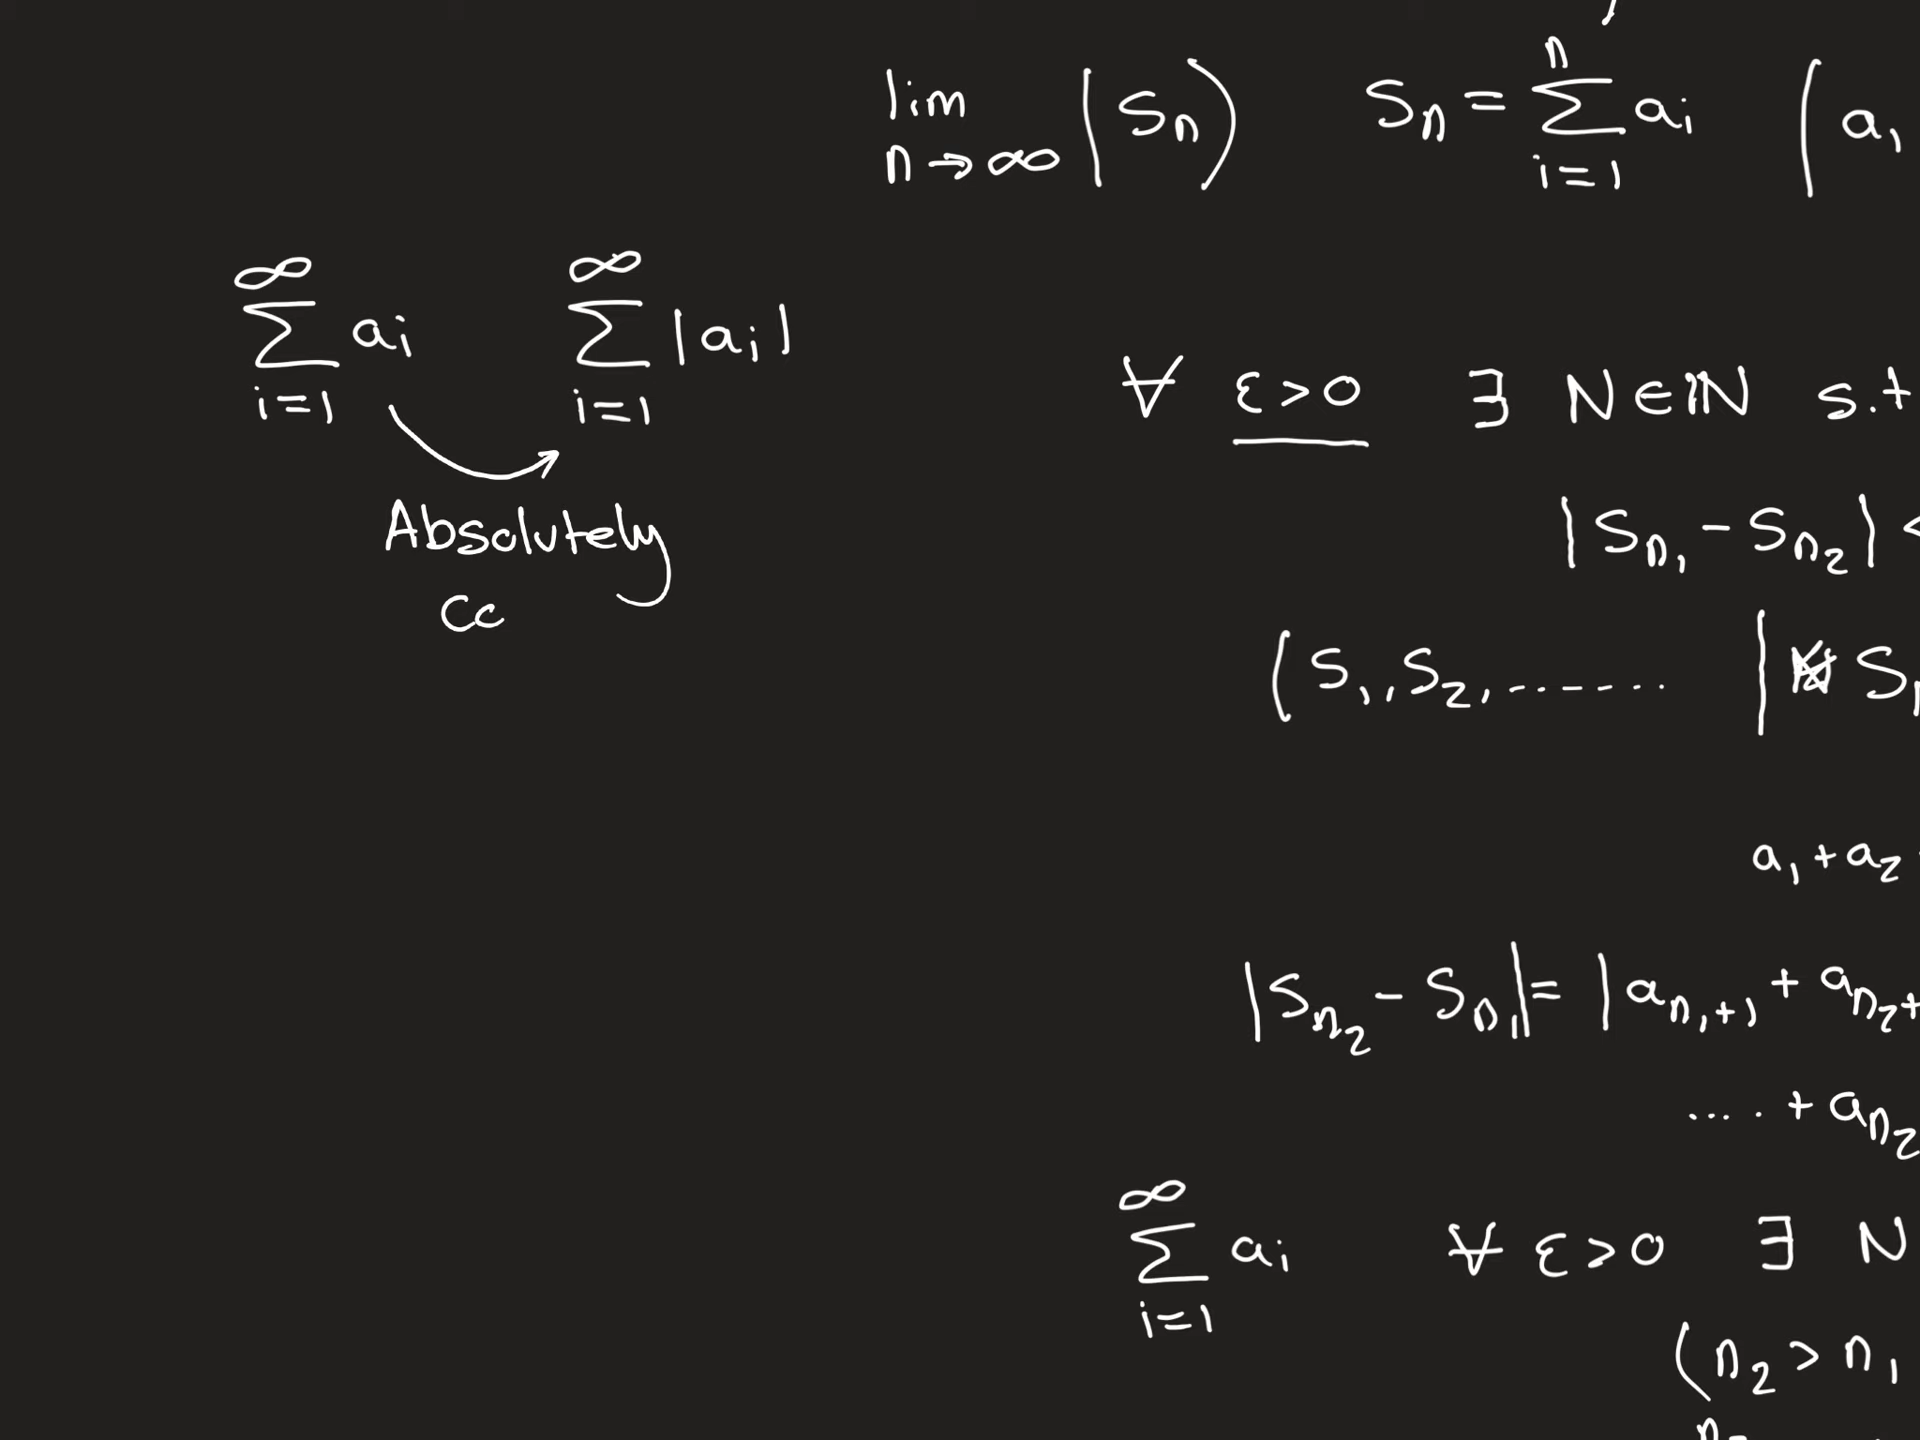 lim n→∞ (Sn) Sn = n ∑ i=1 ai (a1
∞ ∑ i=1 ai ∞ ∑ i=1 |ai|
∀ ε>0 ∃ N∈ℕ s.t
Absolutely
|Sn1 - Sn2| <
Cc
(S1, S2, ....... | S
a1 + a2
|Sn2 - Sn1| = |an1+1 + an2+
.... + an2
∞ ∑ i=1 ai ∀ ε>0 ∃ N
(n2 > n1